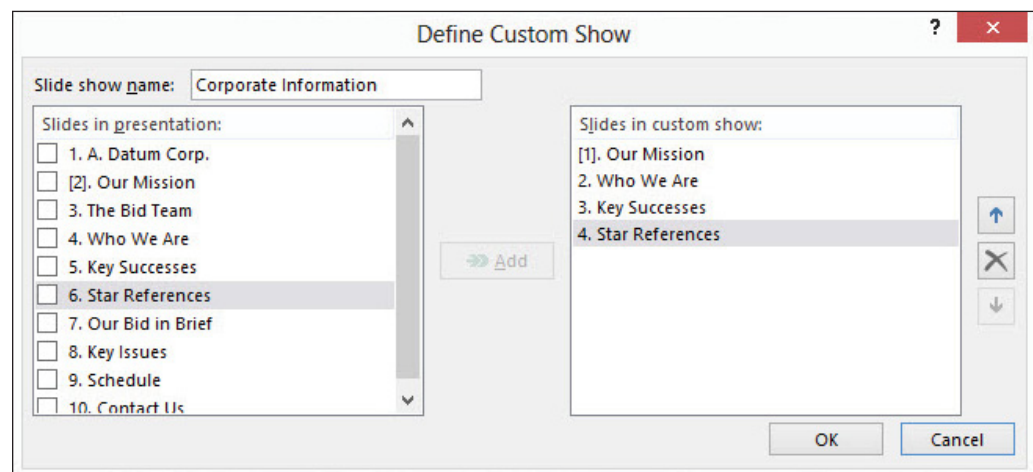 Define Custom Show
?
Slide show name: Corporate Information
Slides in presentation:
1. A. Datum Corp.
[2]. Our Mission
3. The Bid Team
4. Who We Are
5. Key Successes
6. Star References
7. Our Bid in Brief
8. Key Issues
9. Schedule
10. Contact Us
Add
Slides in custom show:
[1]. Our Mission
2. Who We Are
3. Key Successes
4. Star References
OK
Cancel